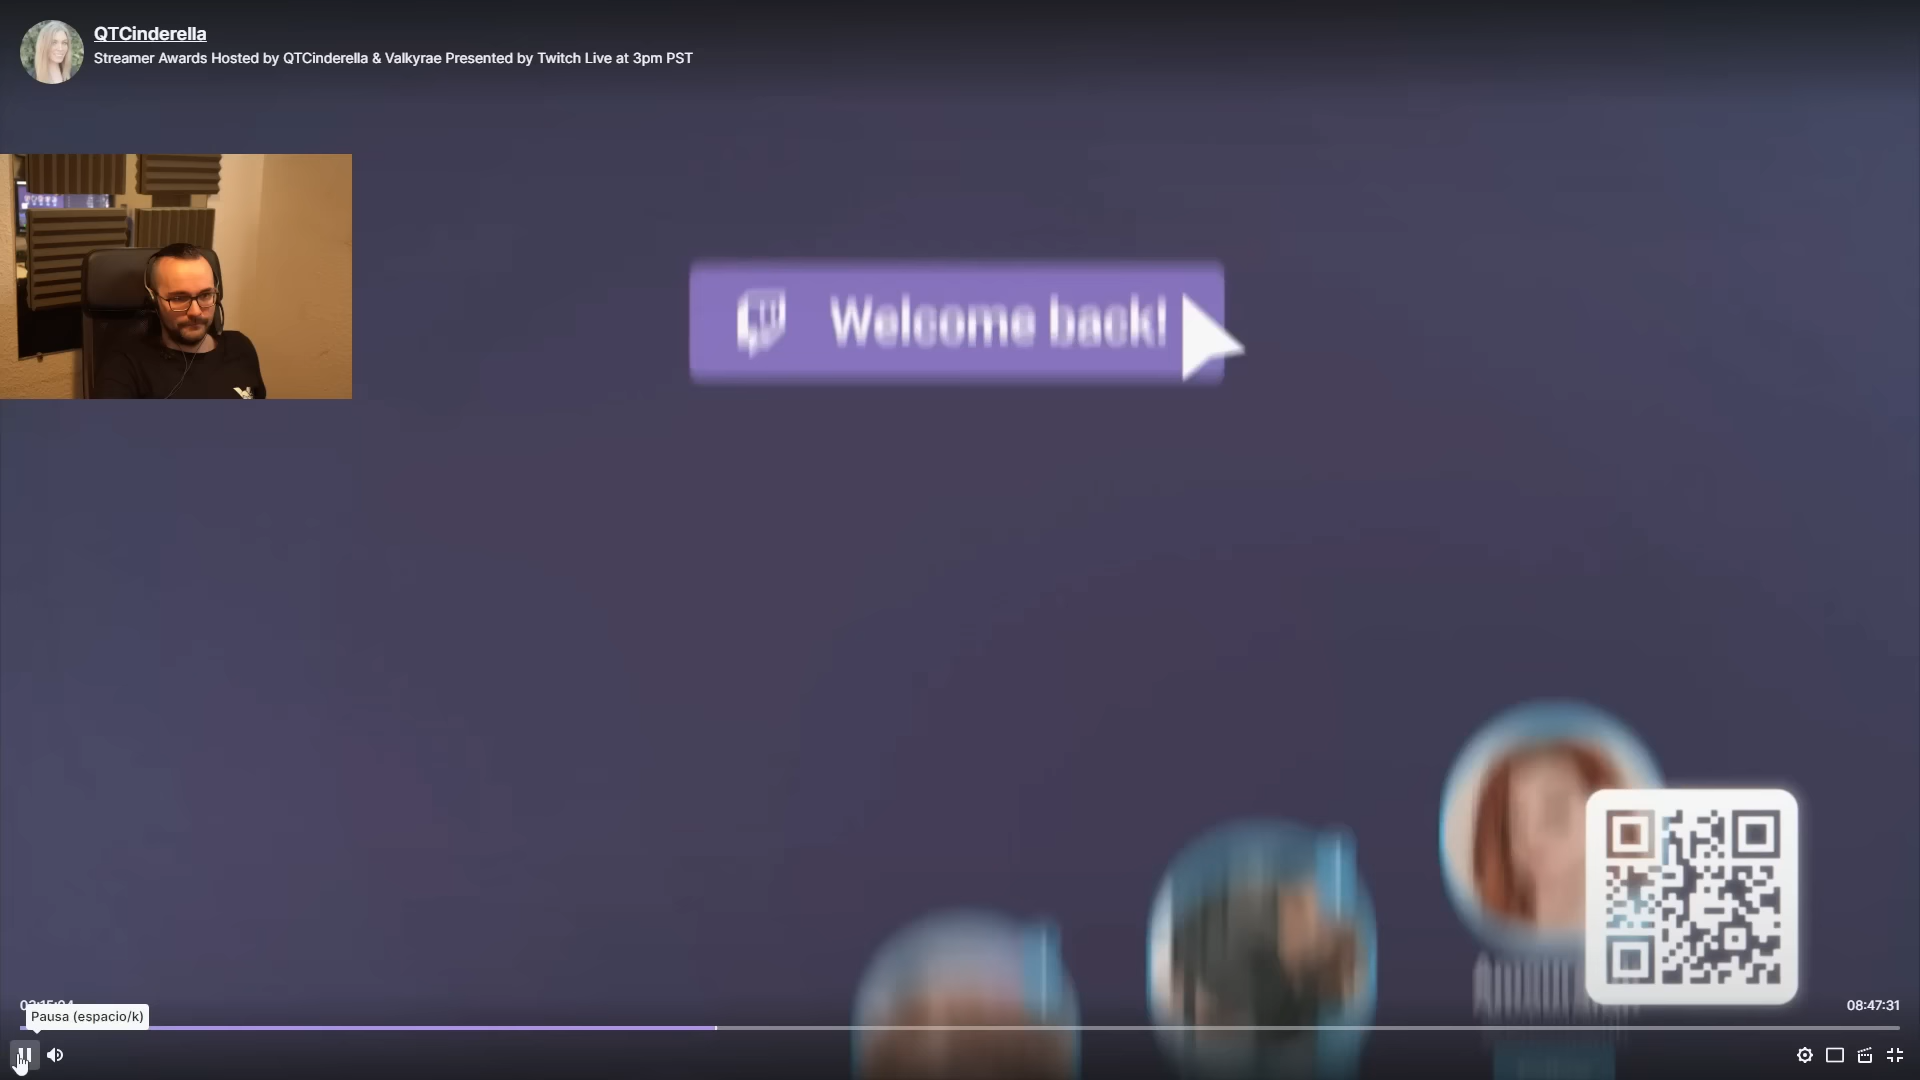 QTCinderella
Streamer Awards Hosted by QTCinderella & Valkyrae Presented by Twitch Live at 3pm PST
Welcome back!
Pausa (espacio/k)
08:47:31